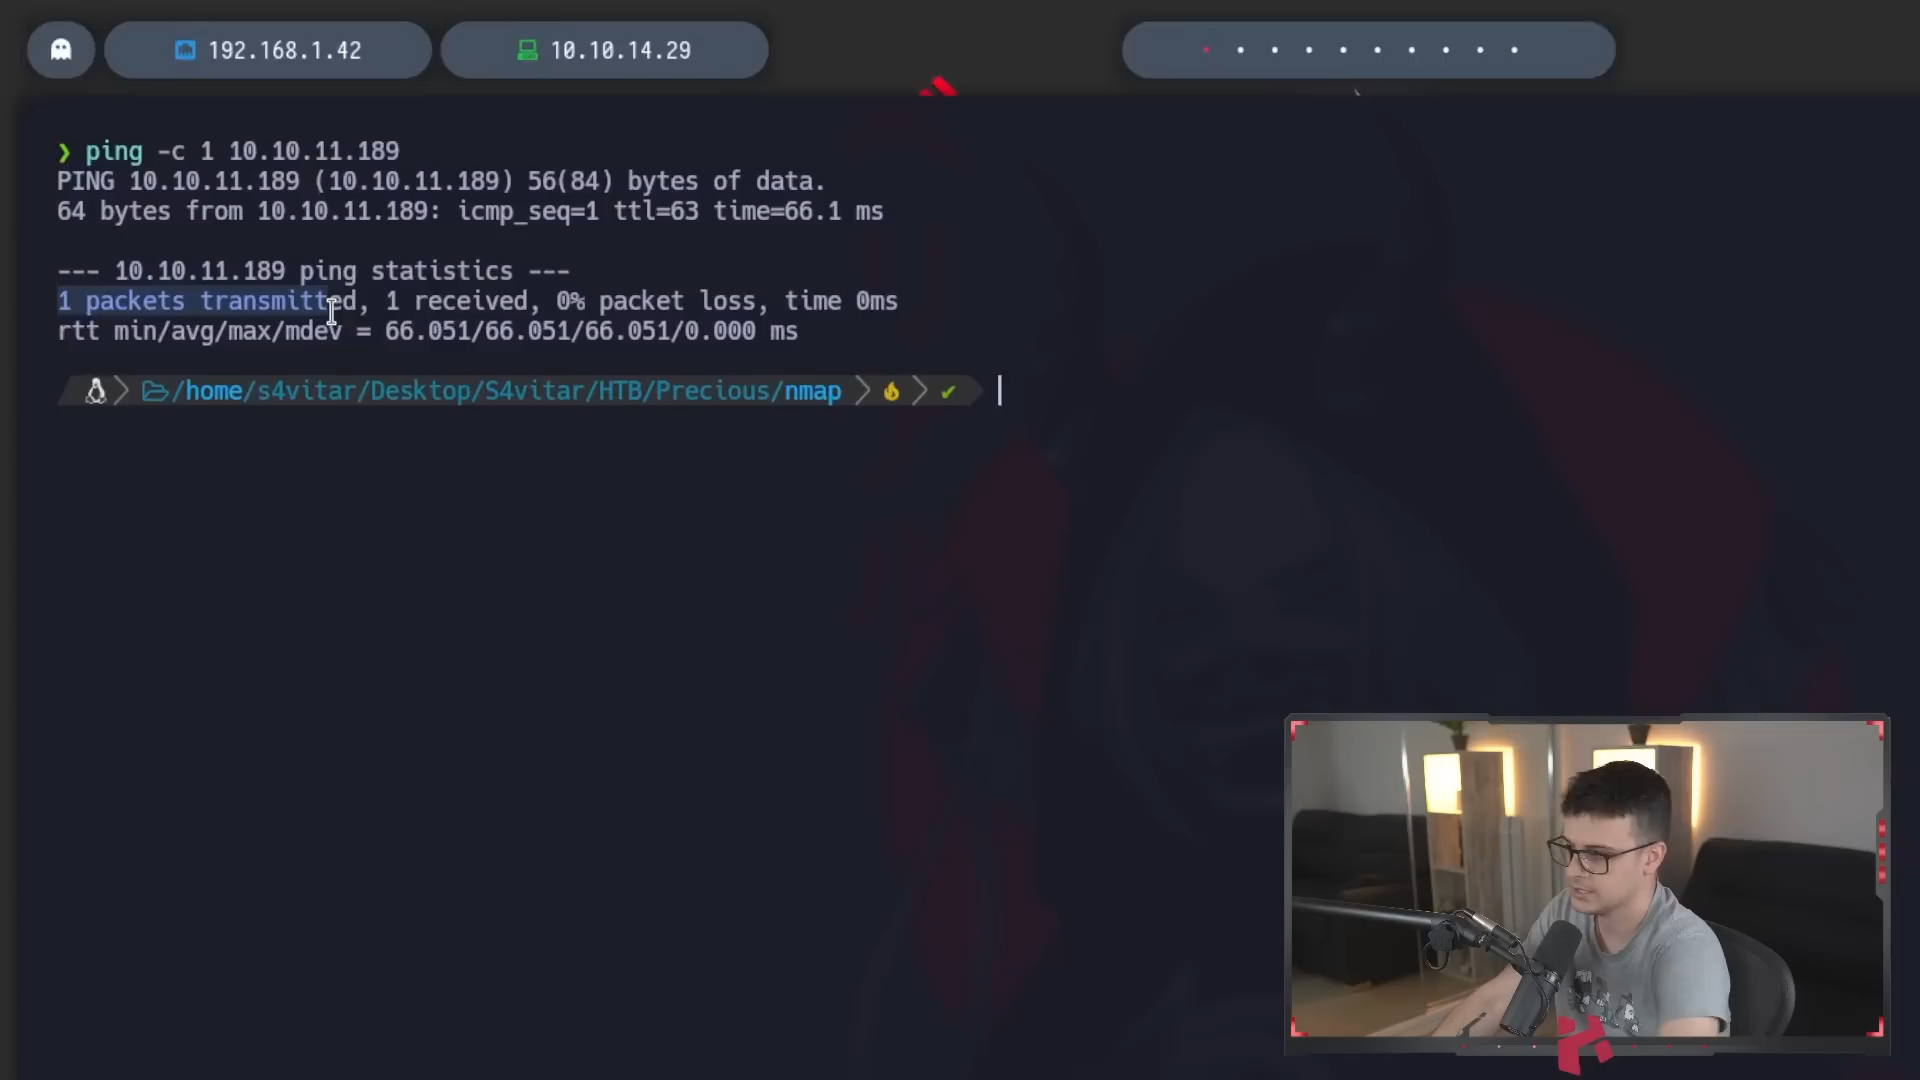 192.168.1.42
10.10.14.29
❯ ping -c 1 10.10.11.189
PING 10.10.11.189 (10.10.11.189) 56(84) bytes of data.
64 bytes from 10.10.11.189: icmp_seq=1 ttl=63 time=66.1 ms
--- 10.10.11.189 ping statistics ---
1 packets transmitted, 1 received, 0% packet loss, time 0ms
rtt min/avg/max/mdev = 66.051/66.051/66.051/0.000 ms
/home/s4vitar/Desktop/S4vitar/HTB/Precious/nmap